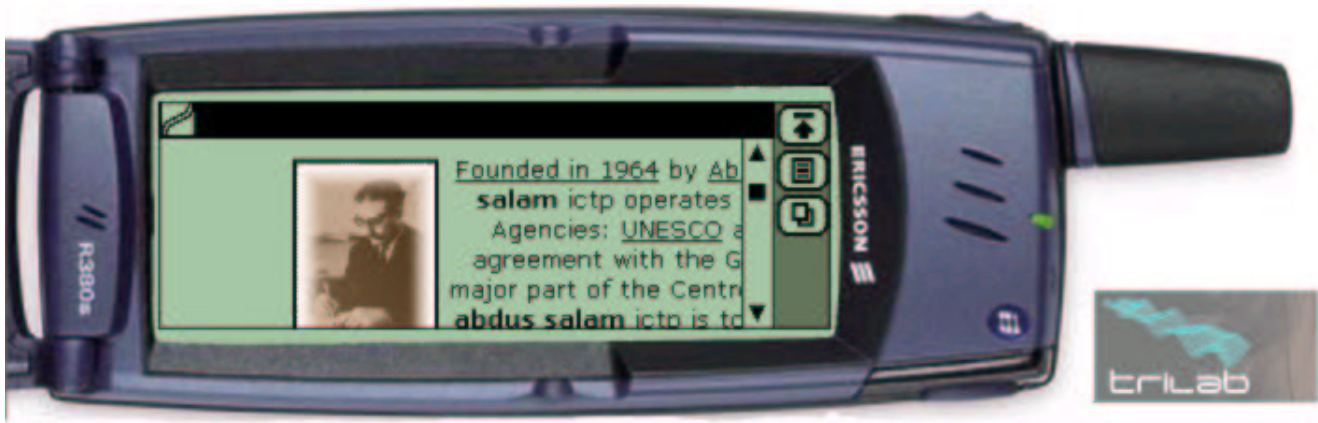 Founded in 1964 by Ab
salam ictp operates
Agencies: UNESCO a
agreement with the G
major part of the Centr
abdus salam ictp is to
ERICSSON
R380s
trilab